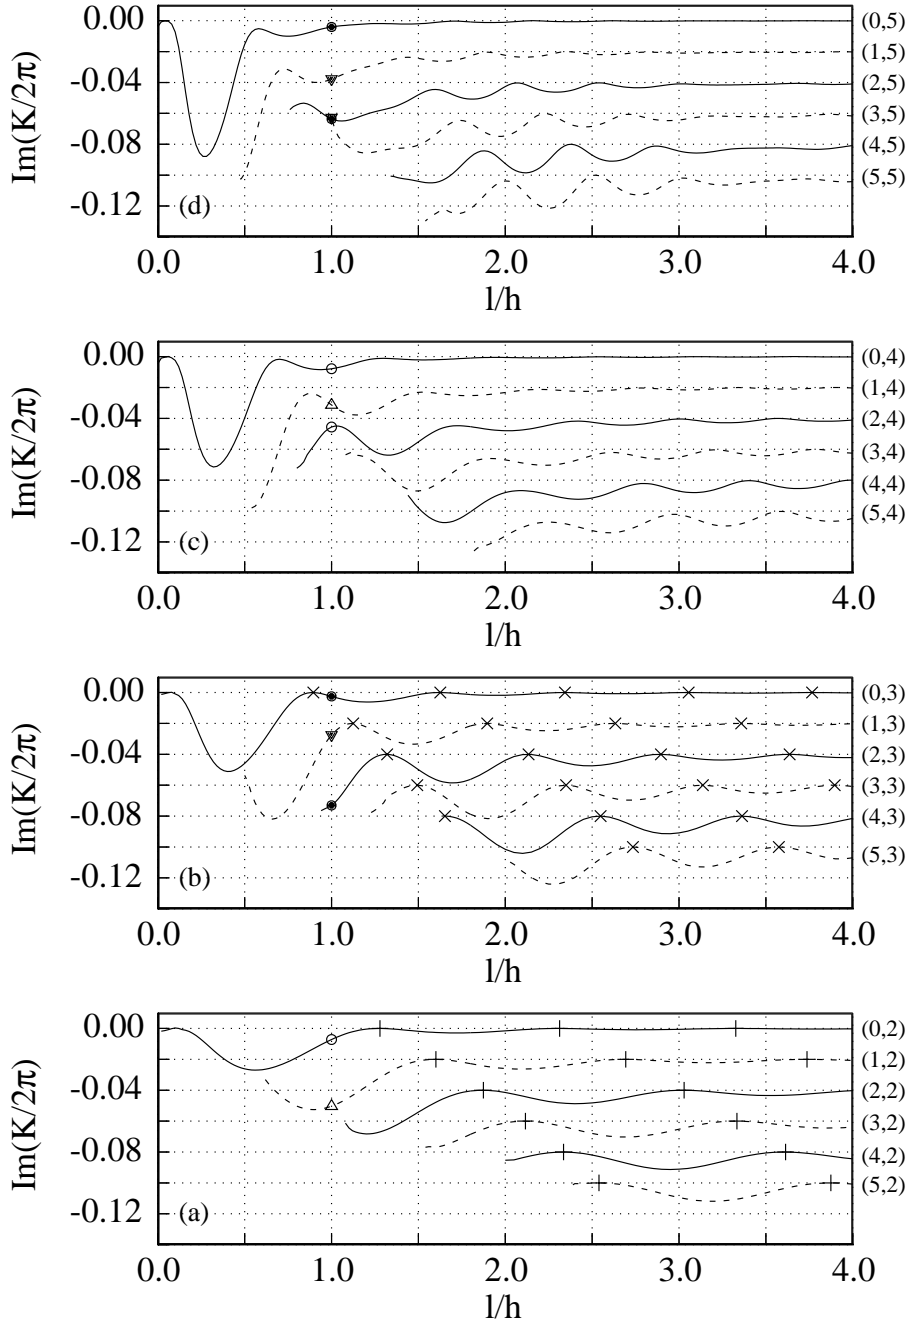 0.00 (0,5)
(1,5)
-0.04 (2,5)
(3,5)
-0.08 (4,5)
(5,5)
-0.12
Im(K/2π)
(d)
0.0 1.0 2.0 3.0 4.0
l/h
0.00 (0,4)
(1,4)
-0.04 (2,4)
(3,4)
-0.08 (4,4)
(5,4)
-0.12
Im(K/2π)
(c)
0.0 1.0 2.0 3.0 4.0
l/h
0.00 (0,3)
(1,3)
-0.04 (2,3)
(3,3)
-0.08 (4,3)
(5,3)
-0.12
Im(K/2π)
(b)
0.0 1.0 2.0 3.0 4.0
l/h
0.00 (0,2)
(1,2)
-0.04 (2,2)
(3,2)
-0.08 (4,2)
(5,2)
-0.12
Im(K/2π)
(a)
0.0 1.0 2.0 3.0 4.0
l/h